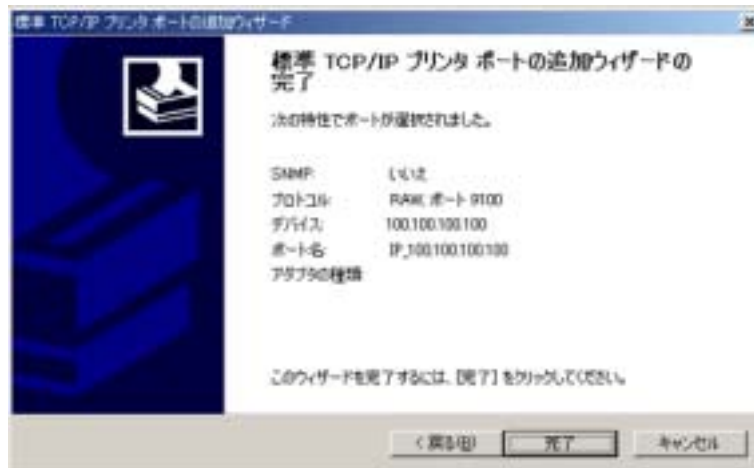 標準 TCP/IP プリンタ ポートの追加ウィザード
標準 TCP/IP プリンタ ポートの追加ウィザードの
完了
次の特性でポートが選択されました。
SNMP: いいえ
プロトコル: RAW, ポート 9100
デバイス: 100.100.100.100
ポート名: IP_100.100.100.100
アダプタの種類:
このウィザードを完了するには、[完了] をクリックしてください。
< 戻る(B) 完了 キャンセル